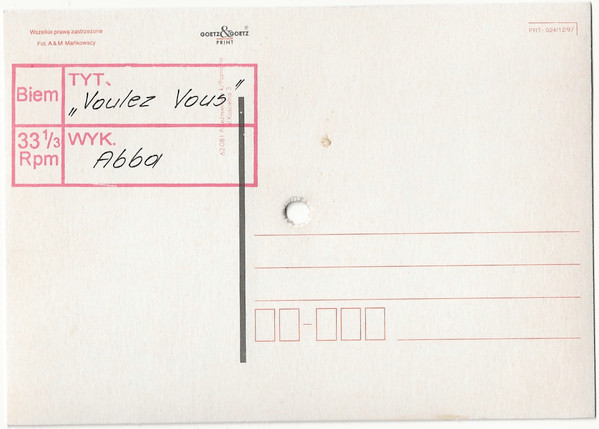 Wszelkie prawa zastrzeżone
Fot. A & M Mańkowscy
GOETZ & GOETZ ®
PRINT
PRT- 024/12/97
Biem
TYT.
„Voulez Vous"
33 1/3 Rpm
WYK.
Abba